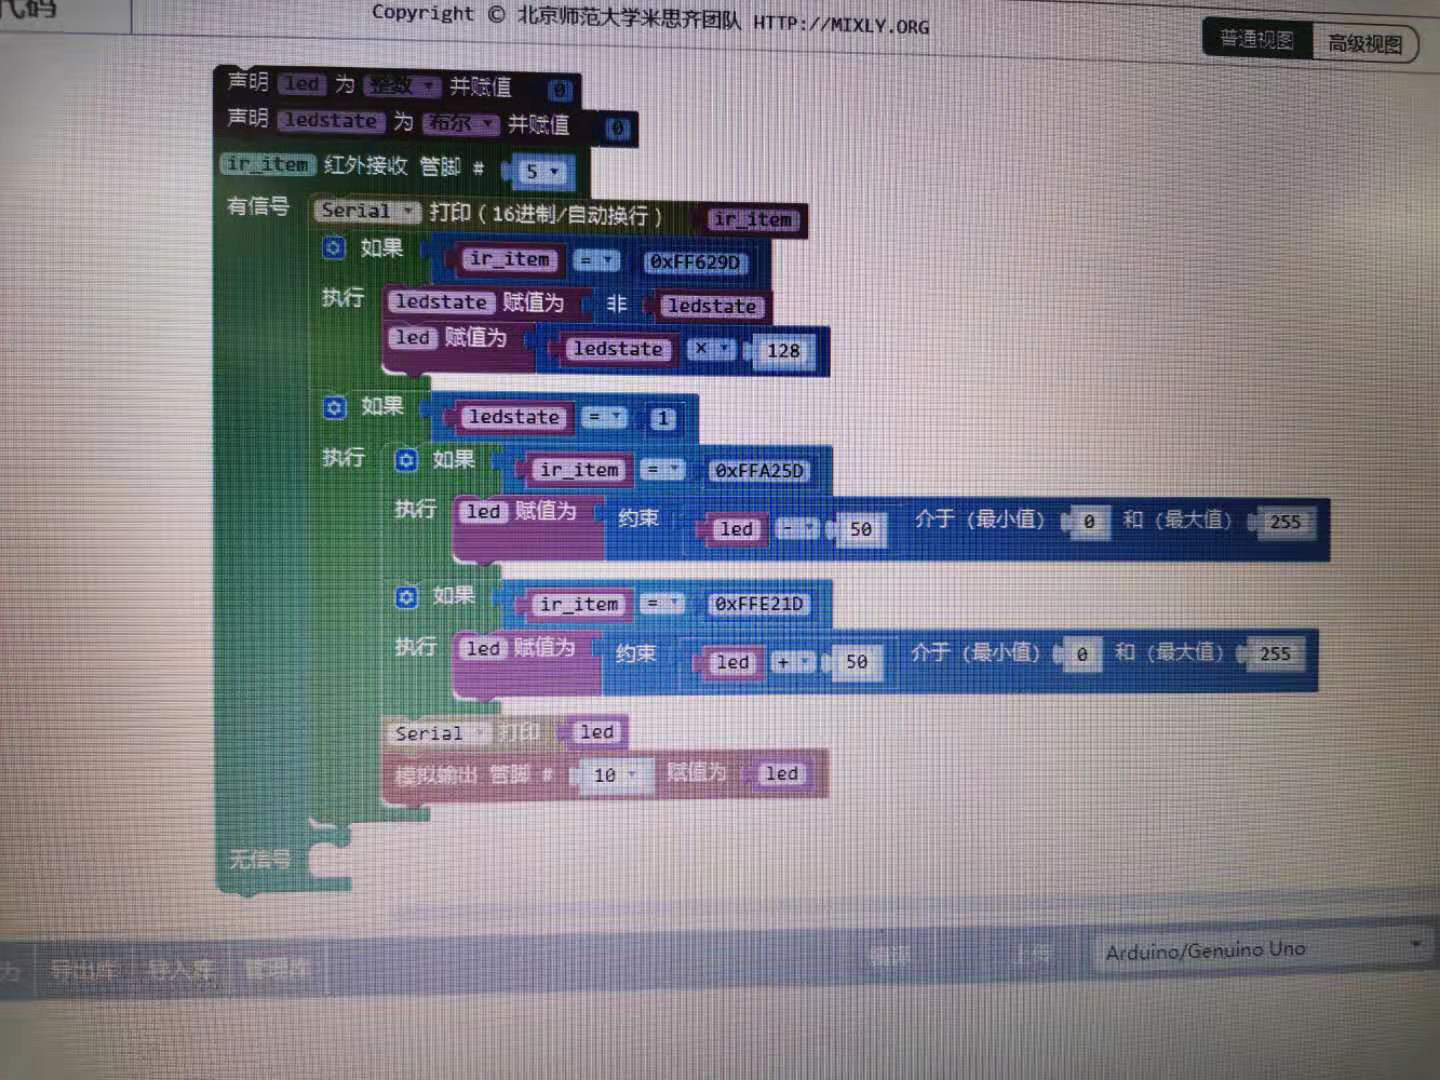 代码
Copyright © 北京师范大学米思齐团队 HTTP://MIXLY.ORG
普通视图 高级视图
声明 led 为 整数 并赋值 0
声明 ledstate 为 布尔 并赋值 0
ir_item 红外接收 管脚 # 5
有信号 Serial 打印（16进制/自动换行） ir_item
如果 ir_item = 0xFF629D
执行 ledstate 赋值为 非 ledstate
led 赋值为 ledstate × 128
如果 ledstate = 1
执行 如果 ir_item = 0xFFA25D
执行 led 赋值为 约束 led - 50 介于（最小值） 0 和（最大值） 255
如果 ir_item = 0xFFE21D
执行 led 赋值为 约束 led + 50 介于（最小值） 0 和（最大值） 255
Serial 打印 led
模拟输出 管脚 # 10 赋值为 led
无信号
为 导出库 导入库 管理库 编译 上传 Arduino/Genuino Uno